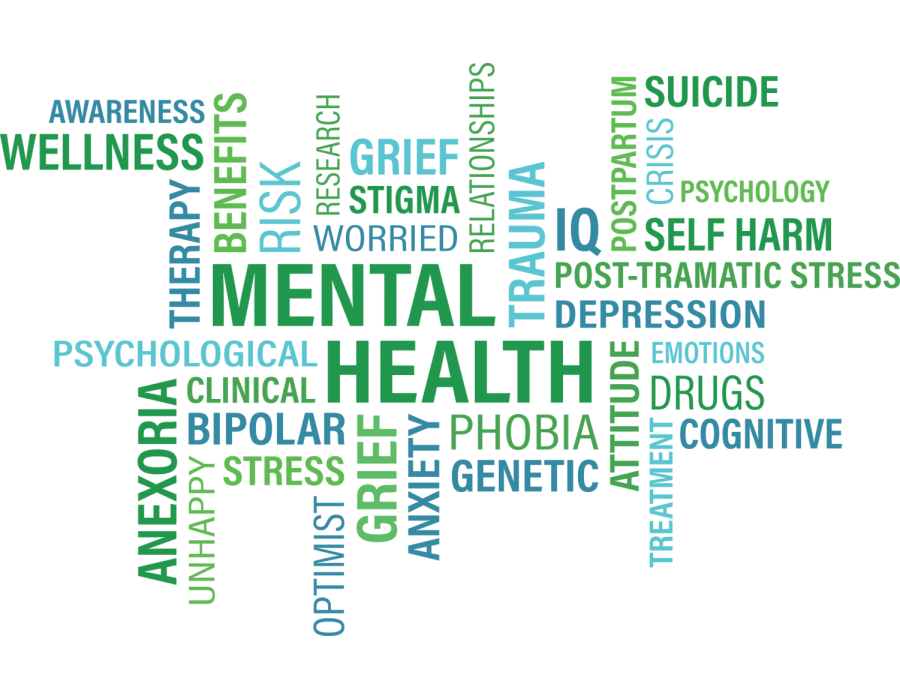 AWARENESS
WELLNESS
THERAPY
BENEFITS
RISK
RESEARCH
GRIEF
STIGMA
WORRIED
RELATIONSHIPS
TRAUMA
IQ
POSTPARTUM
SUICIDE
CRISIS
PSYCHOLOGY
SELF HARM
POST-TRAMATIC STRESS
DEPRESSION
MENTAL
HEALTH
PSYCHOLOGICAL
CLINICAL
BIPOLAR
STRESS
ANEXORIA
UNHAPPY
OPTIMIST
GRIEF
ANXIETY
PHOBIA
GENETIC
ATTITUDE
EMOTIONS
DRUGS
COGNITIVE
TREATMENT